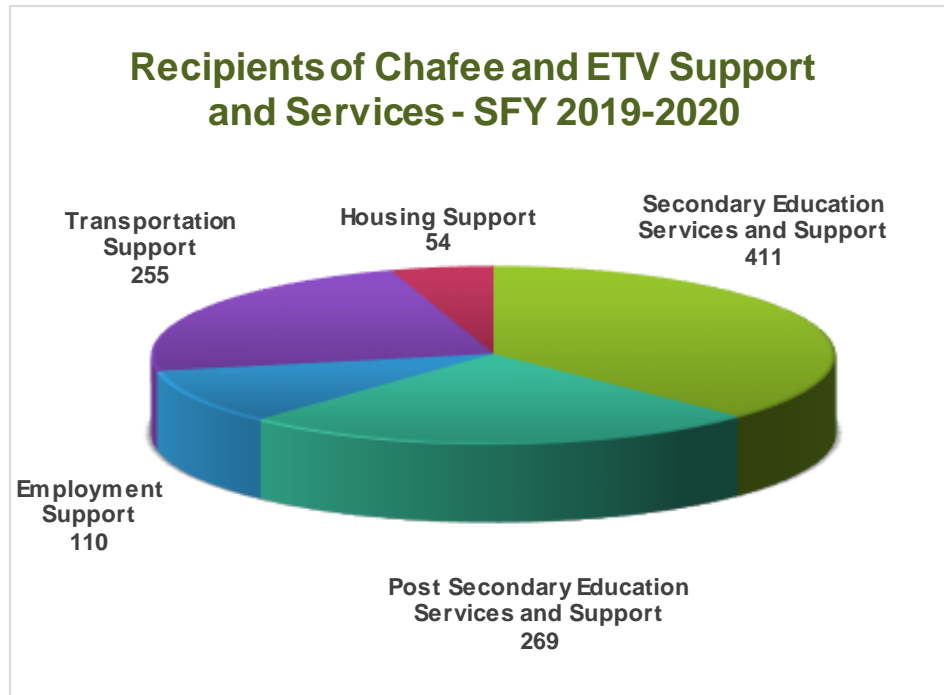 Recipients of Chafee and ETV Support
and Services - SFY 2019-2020
Transportation
Support
255
Housing Support
54
Secondary Education
Services and Support
411
Employment
Support
110
Post Secondary Education
Services and Support
269